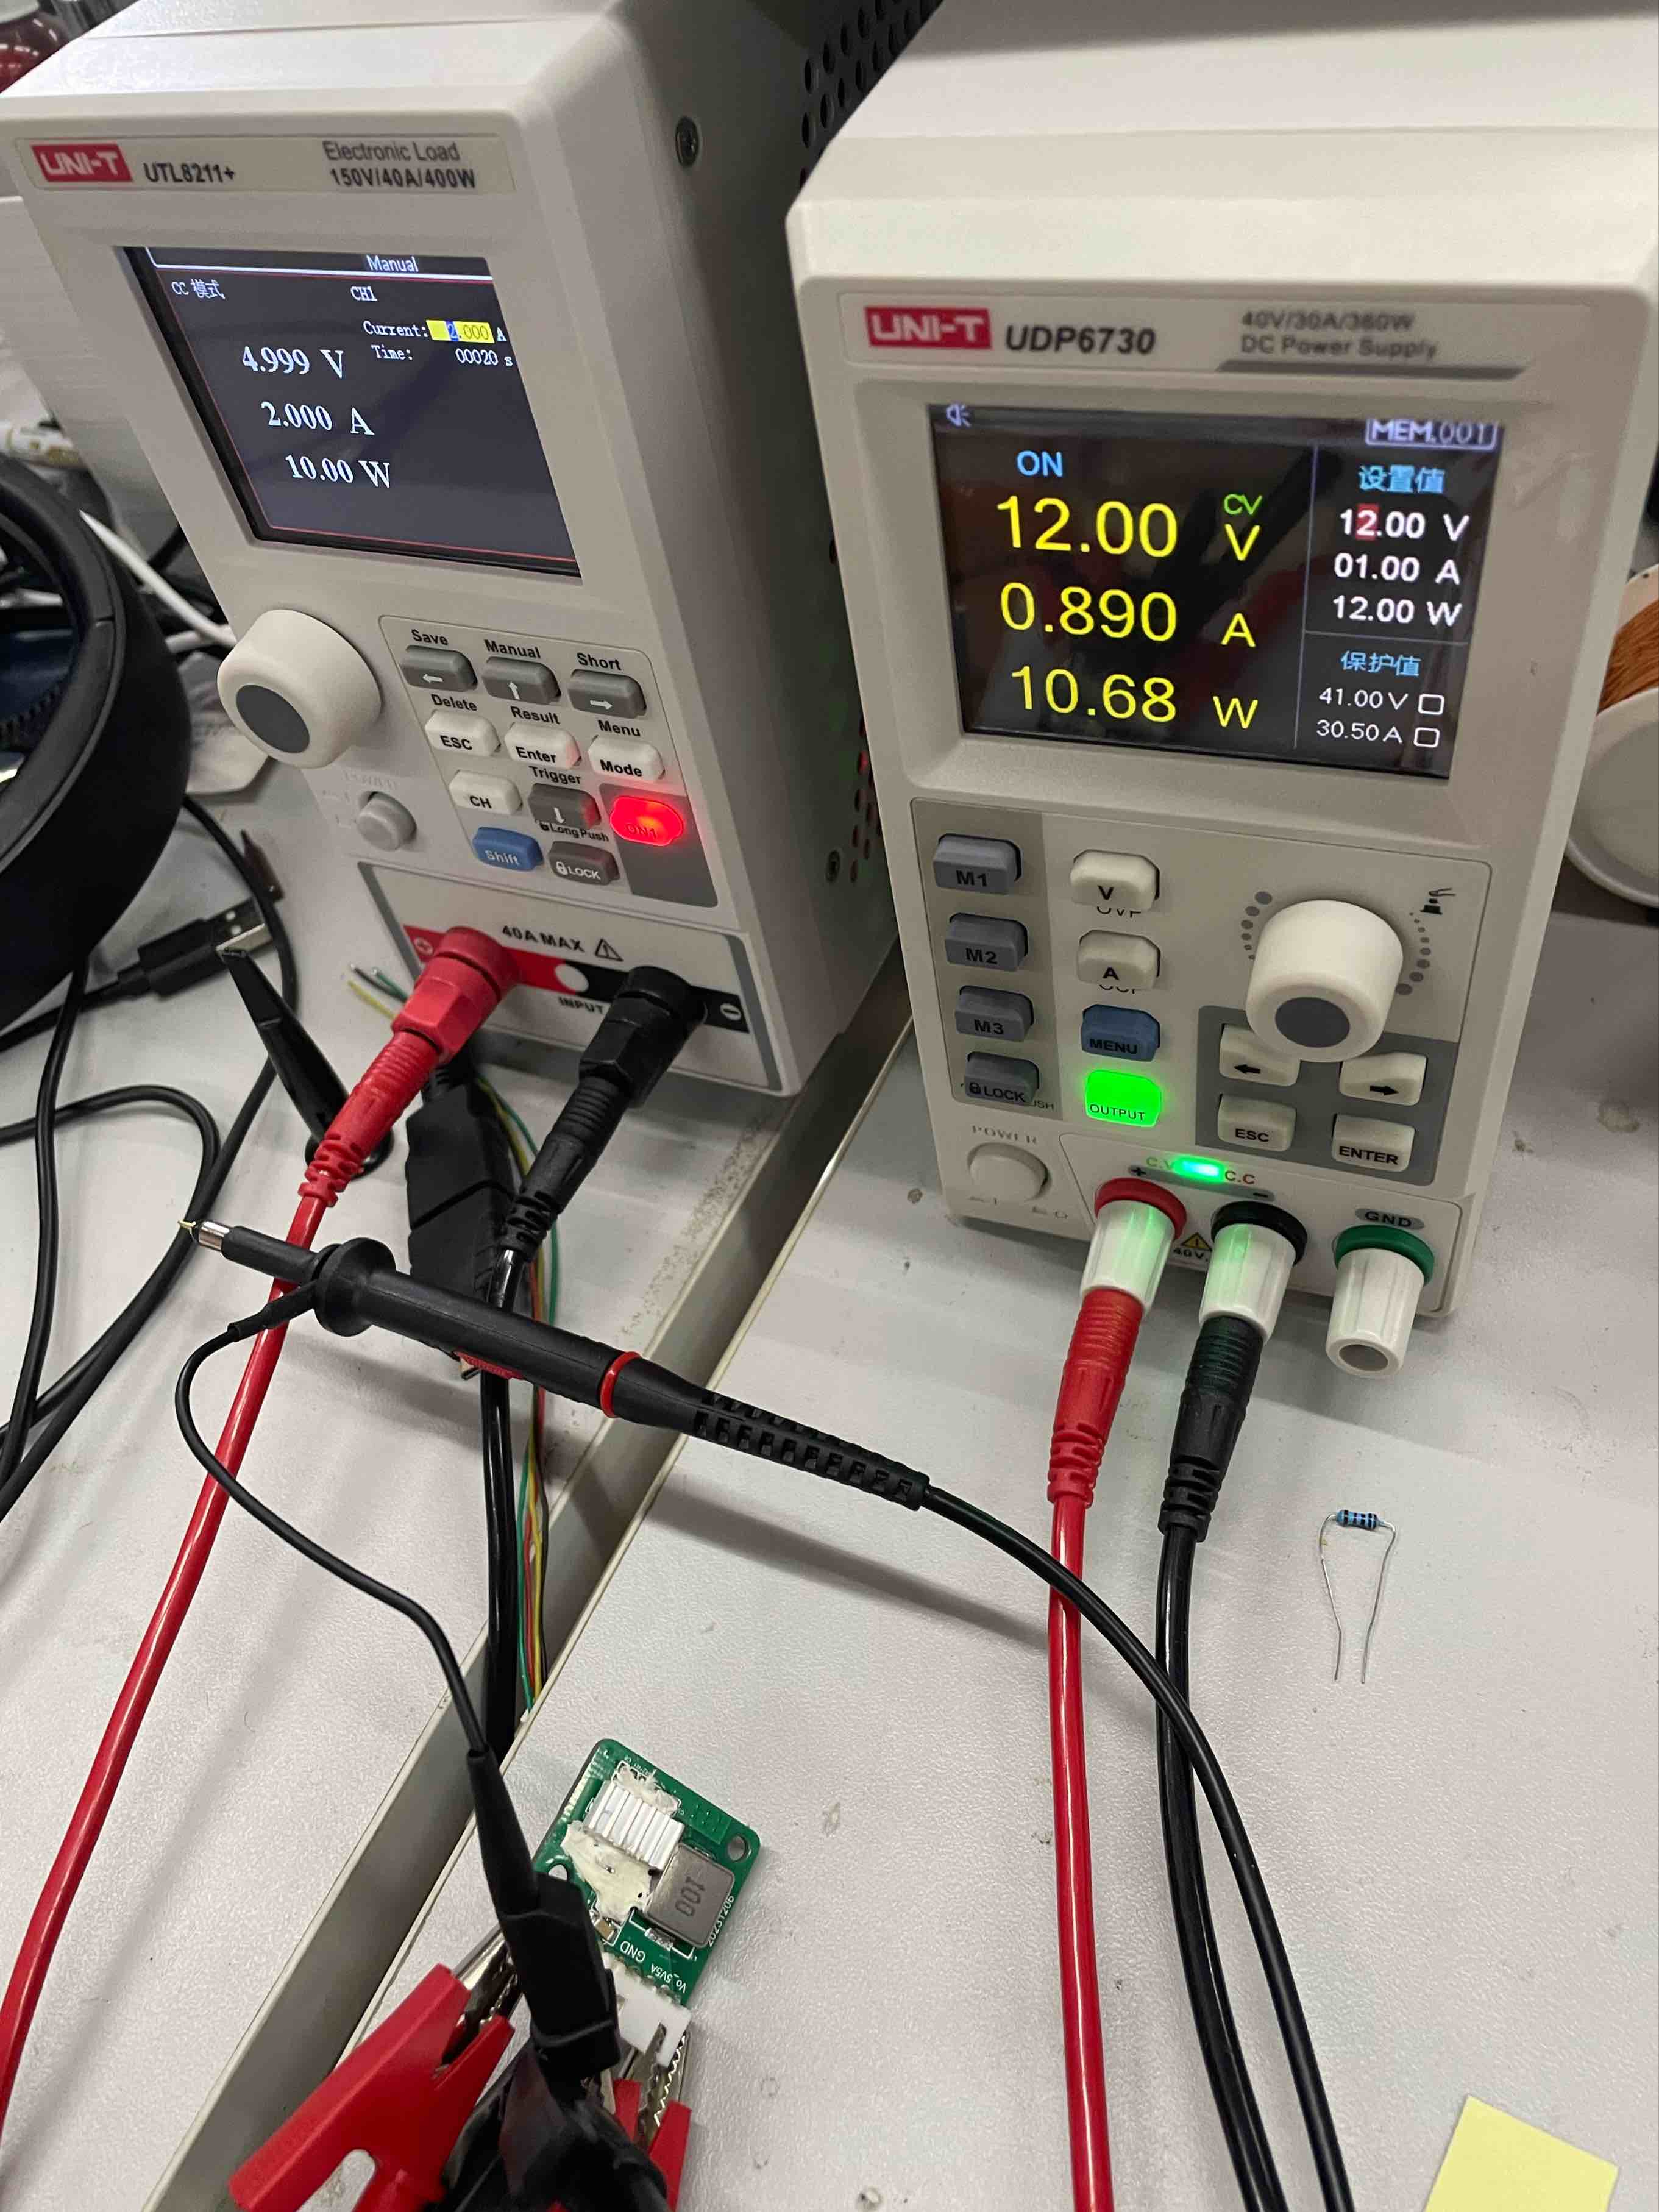 UNI-T UTL8211+
Electronic Load
150V/40A/400W
Manual
CC 模式
CH1
Current: 2.000 A
Time: 00020 s
4.999 V
2.000 A
10.00 W
Save
Manual
Short
Delete
Result
Menu
ESC
Enter
Mode
Trigger
CH
Long Push
ON1
Shift
LOCK
40A MAX
INPUT
UNI-T UDP6730
40V/30A/360W
DC Power Supply
MEM.001
ON
12.00 V
CV
0.890 A
10.68 W
设置值
12.00 V
01.00 A
12.00 W
保护值
41.00 V
30.50 A
M1
V
M2
A
M3
MENU
LOCK
OUTPUT
ESC
ENTER
POWER
C.V
C.C
GND
40V
100
20231206
GND
Vo_5V5A